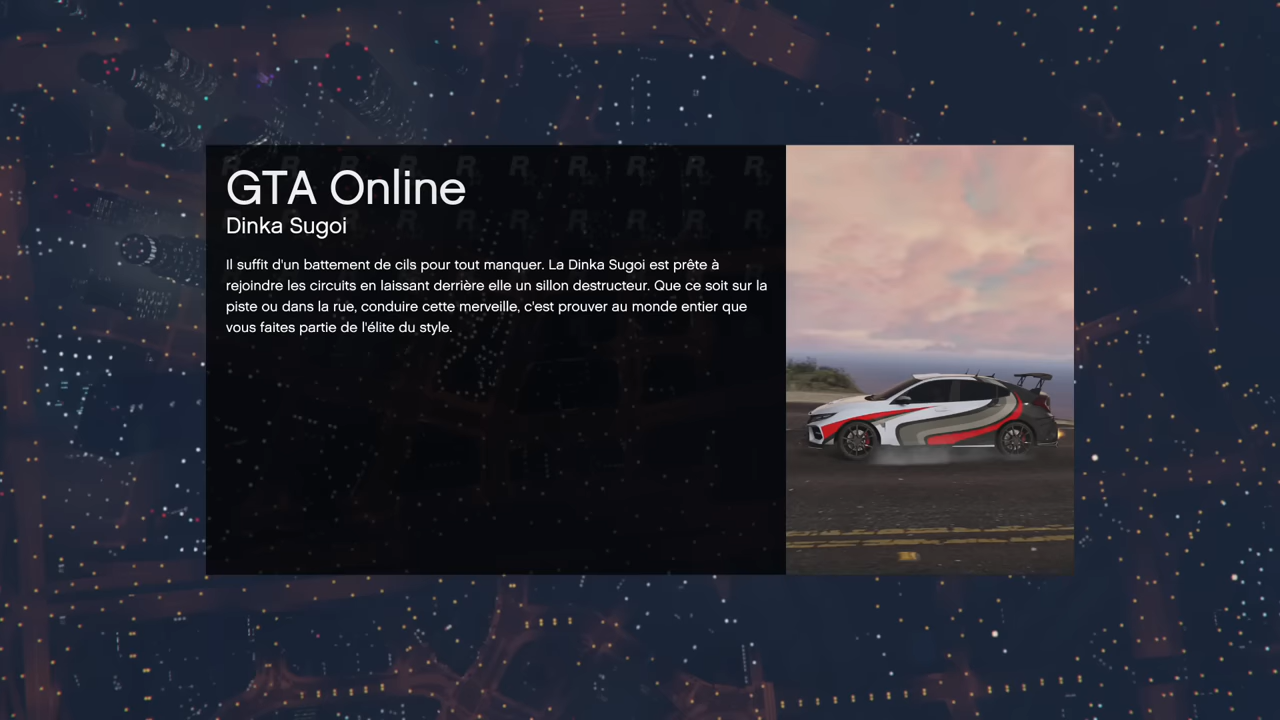 GTA Online
Dinka Sugoi
Il suffit d'un battement de cils pour tout manquer. La Dinka Sugoi est prête à
rejoindre les circuits en laissant derrière elle un sillon destructeur. Que ce soit sur la
piste ou dans la rue, conduire cette merveille, c'est prouver au monde entier que
vous faites partie de l'élite du style.